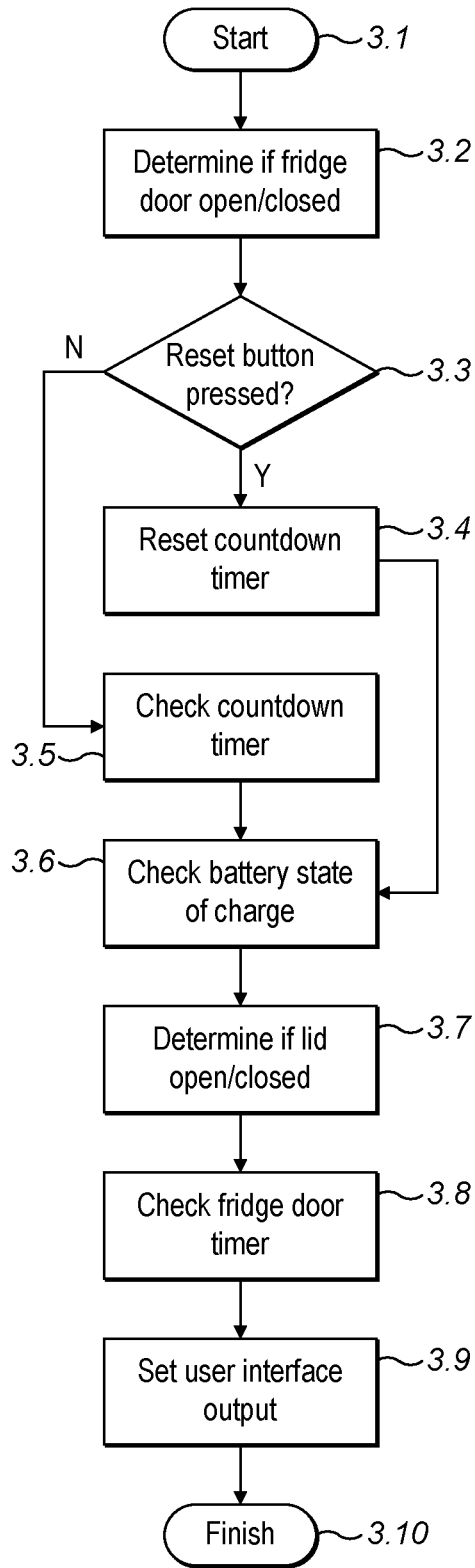 Start
3.1
Determine if fridge
door open/closed
3.2
Reset button
pressed?
3.3
N
Y
Reset countdown
timer
3.4
Check countdown
timer
3.5
3.6
Check battery state
of charge
Determine if lid
open/closed
3.7
Check fridge door
timer
3.8
Set user interface
output
3.9
Finish
3.10